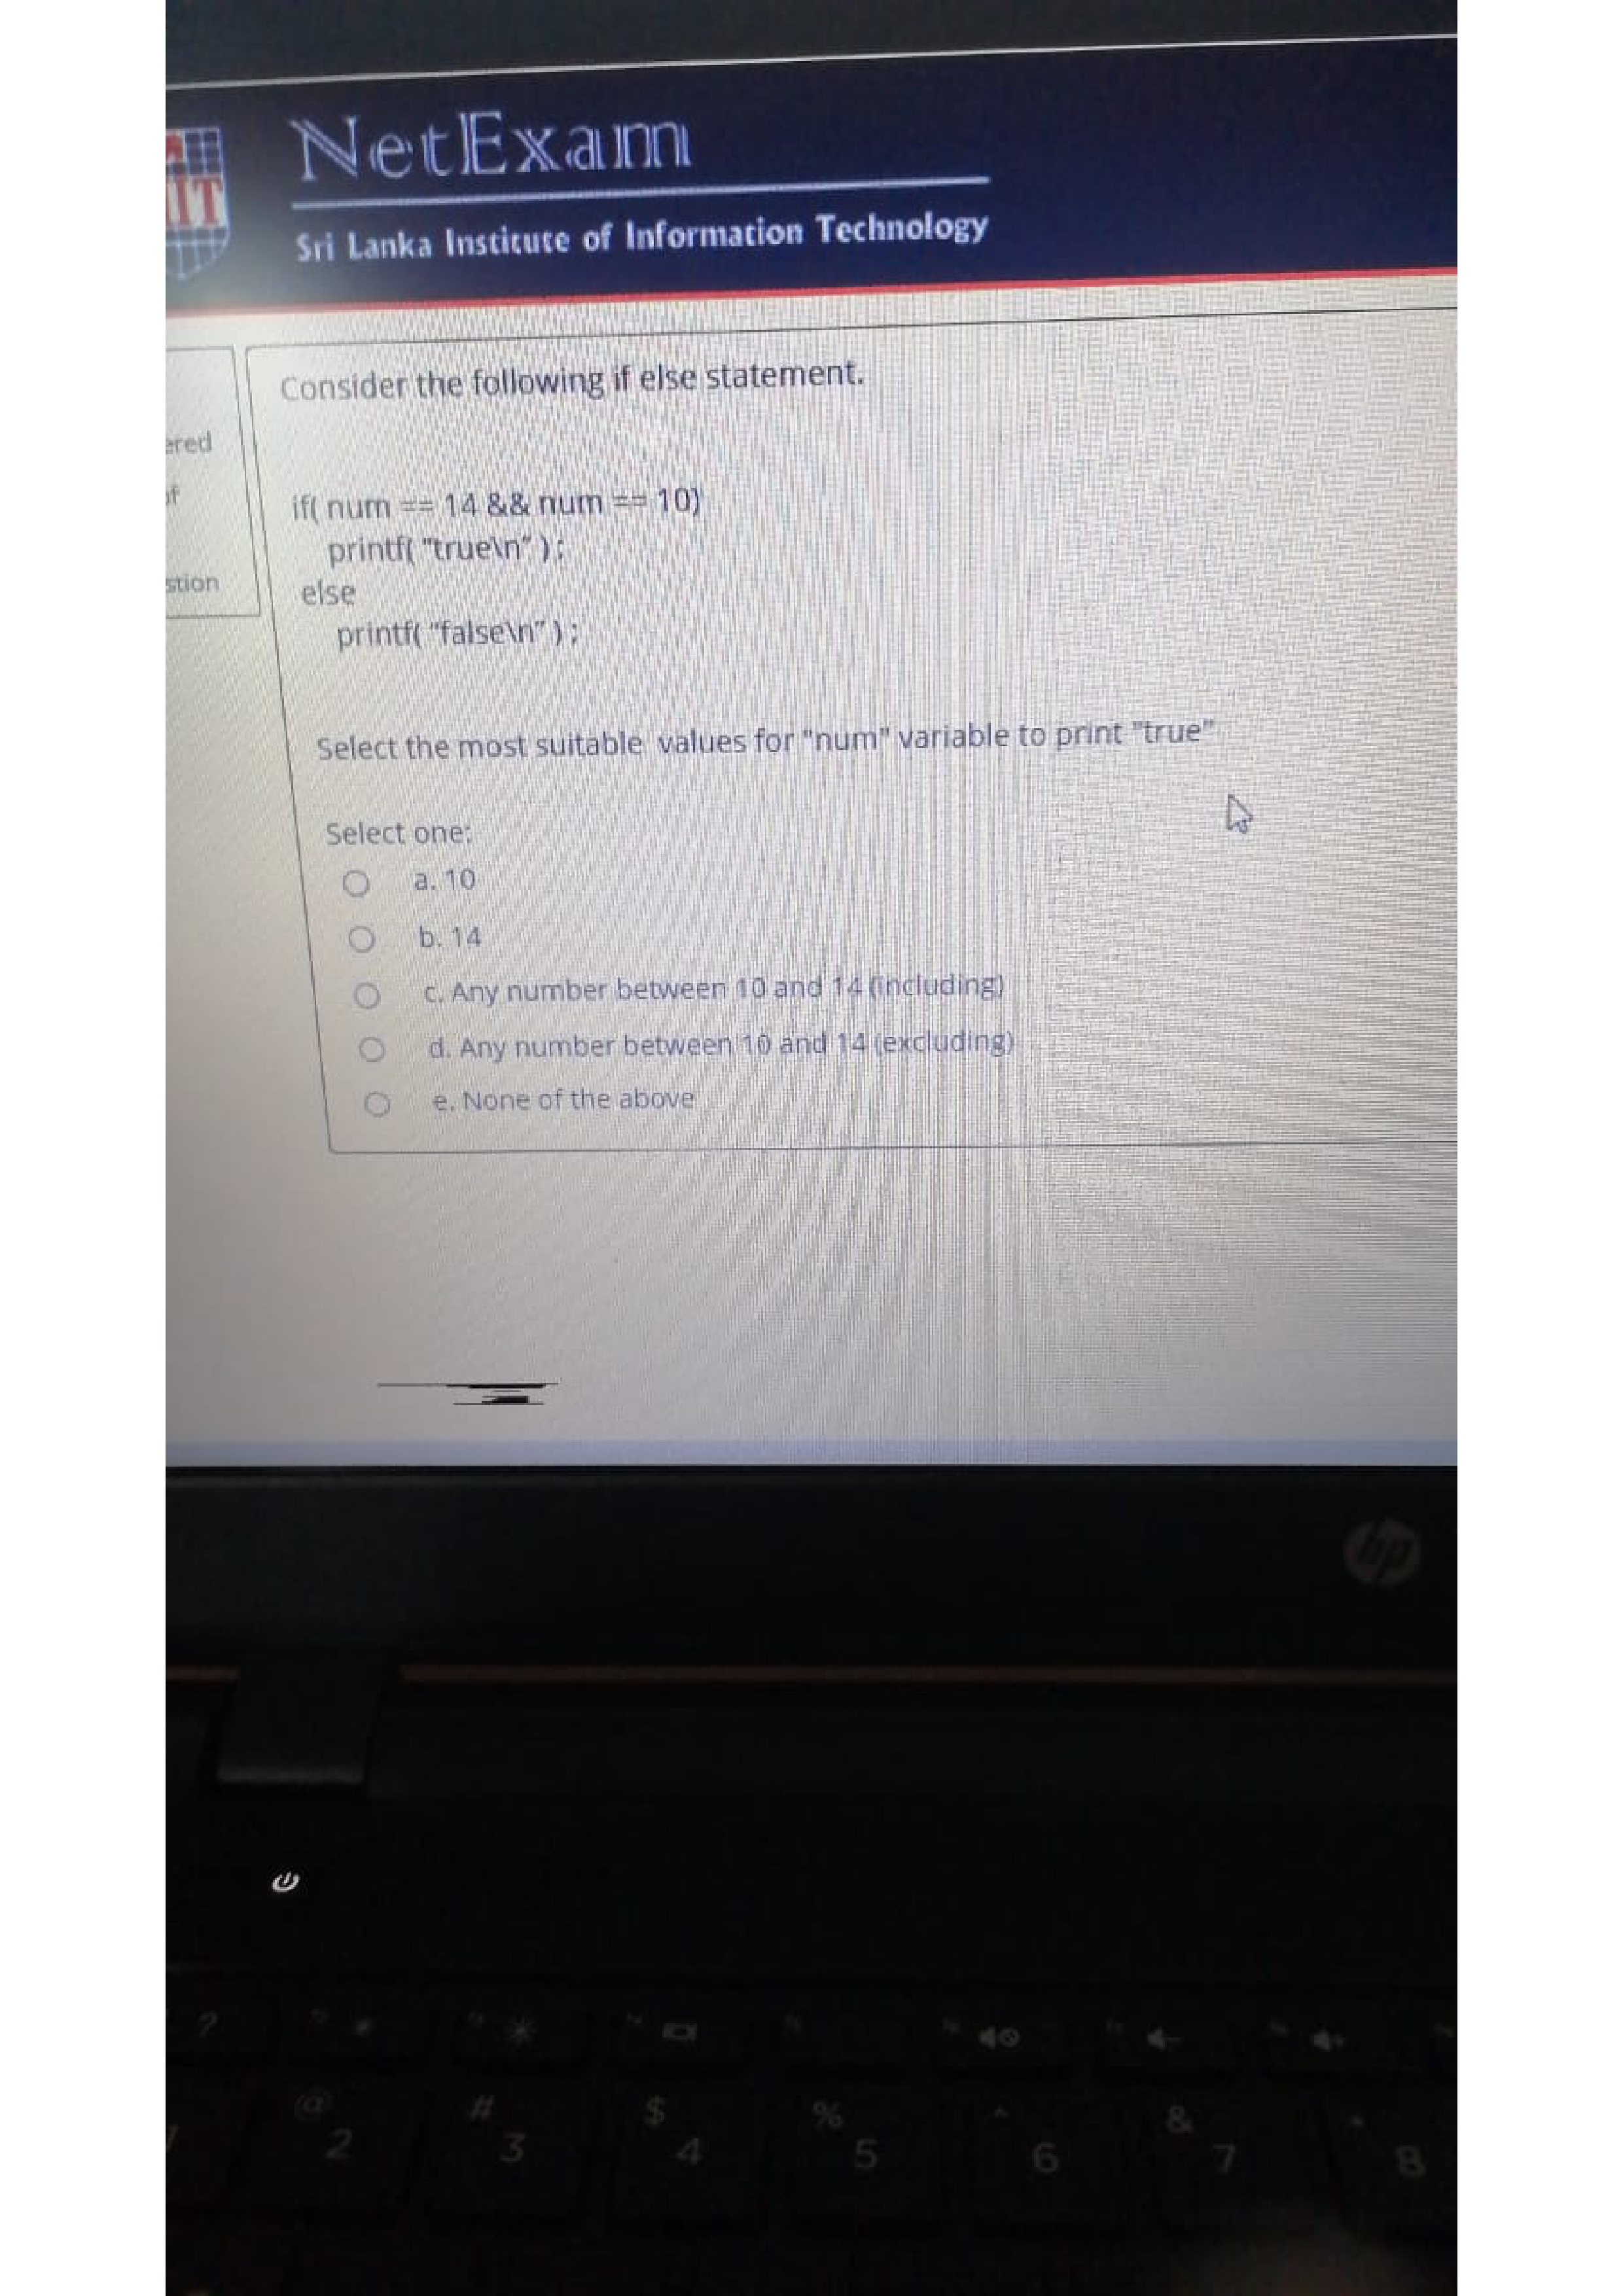 NetExam
IT
Sri Lanka Institute of Information Technology
Consider the following if else statement.
ered
of
stion
if( num == 14 && num == 10)
printf( "true\n" );
else
printf( "false\n" );
Select the most suitable values for "num" variable to print "true"
Select one:
a. 10
b. 14
c. Any number between 10 and 14 (including)
d. Any number between 10 and 14 (excluding)
e. None of the above
hp
?
@ # $ % ^ & *
2 3 4 5 6 7 8